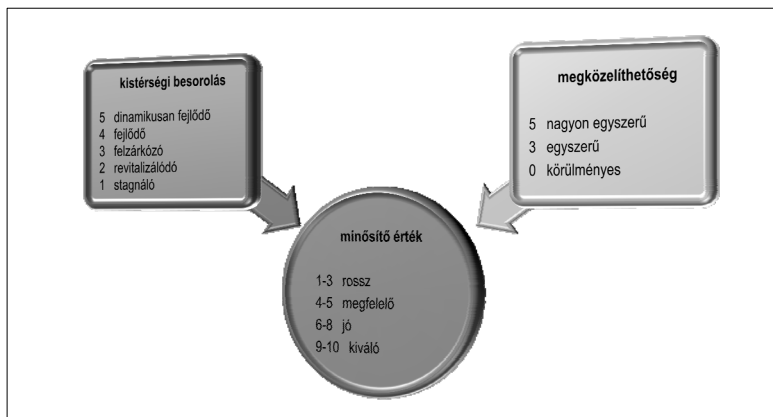 kistérségi besorolás
5 dinamikusan fejlődő
4 fejlődő
3 felzárkózó
2 revitalizálódó
1 stagnáló
megközelíthetőség
5 nagyon egyszerű
3 egyszerű
0 körülményes
minősítő érték
1-3 rossz
4-5 megfelelő
6-8 jó
9-10 kiváló